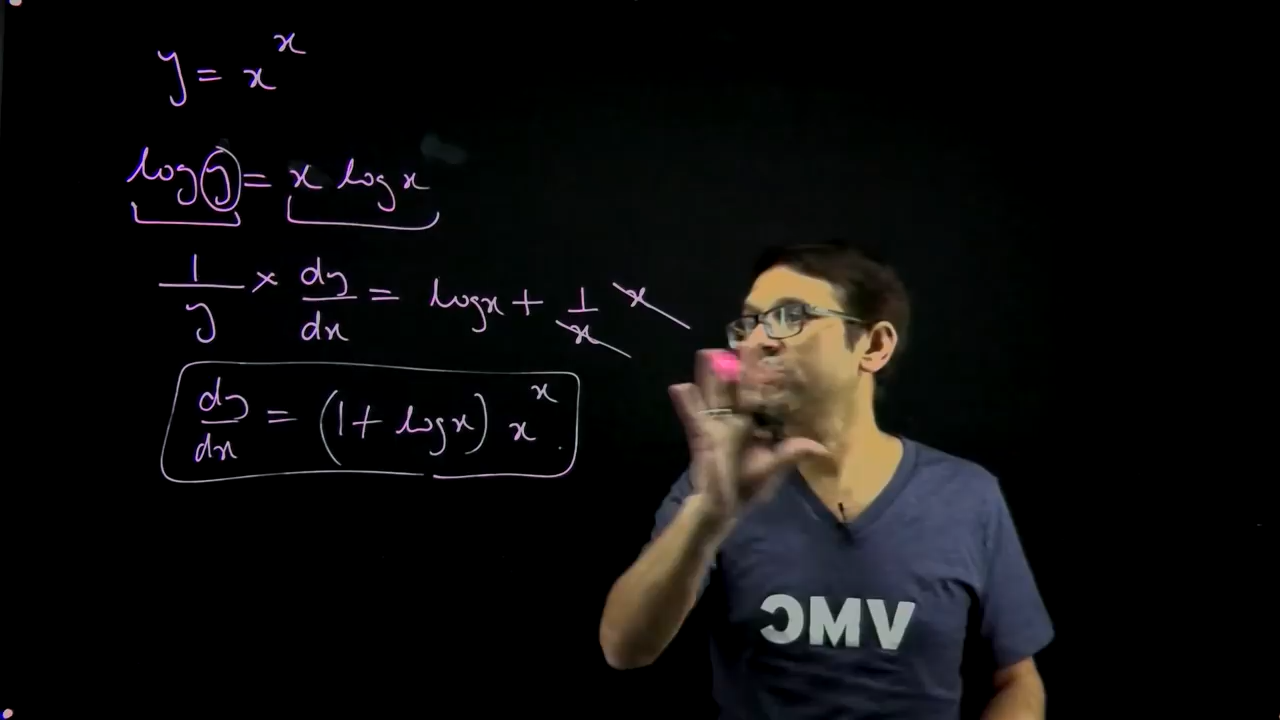 y = x^x
log y = x log x
1/y × dy/dx = log x + 1/x x
dy/dx = (1 + log x) x^x.
VMC